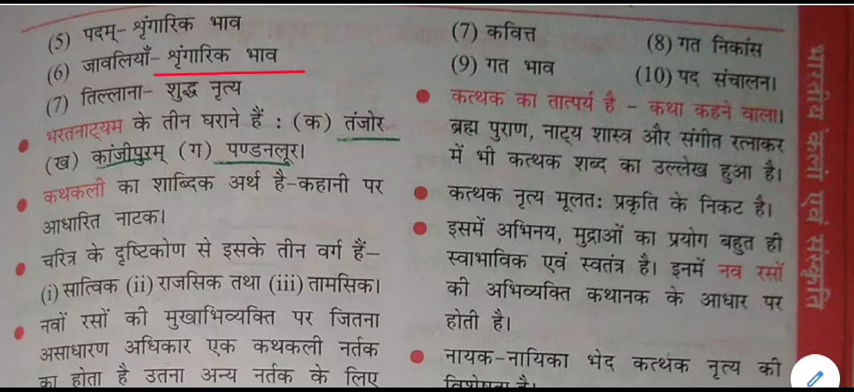 (5) पदम्- श्रृंगारिक भाव
(6) जावलियाँ- श्रृंगारिक भाव
(7) तिल्लाना- शुद्ध नृत्य
भरतनाट्यम के तीन घराने हैं : (क) तंजोर
(ख) कांजीपुरम् (ग) पण्डनलूर।
कथकली का शाब्दिक अर्थ है-कहानी पर
आधारित नाटक।
चरित्र के दृष्टिकोण से इसके तीन वर्ग हैं-
(i) सात्विक (ii) राजसिक तथा (iii) तामसिक।
नवों रसों की मुखाभिव्यक्ति पर जितना
असाधारण अधिकार एक कथकली नर्तक
का होता है उतना अन्य नर्तक के लिए
(7) कवित्त (8) गत निकांस
(9) गत भाव (10) पद संचालन।
कत्थक का तात्पर्य है - कथा कहने वाला।
ब्रह्म पुराण, नाट्य शास्त्र और संगीत रत्नाकर
में भी कत्थक शब्द का उल्लेख हुआ है।
कत्थक नृत्य मूलतः प्रकृति के निकट है।
इसमें अभिनय, मुद्राओं का प्रयोग बहुत ही
स्वाभाविक एवं स्वतंत्र है। इनमें नव रसों
की अभिव्यक्ति कथानक के आधार पर
होती है।
नायक-नायिका भेद कत्थक नृत्य की
विशेषता है।
भारतीय कला एवं संस्कृति